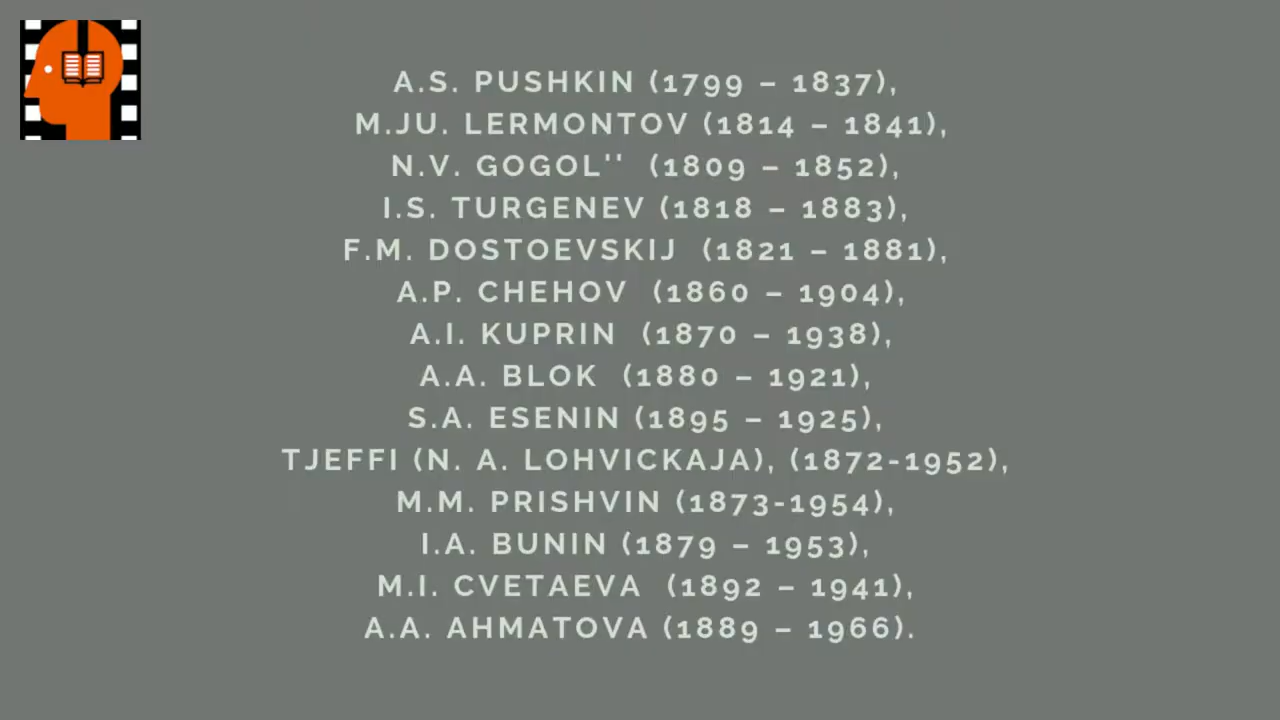 A.S. PUSHKIN (1799 – 1837),
M.JU. LERMONTOV (1814 – 1841),
N.V. GOGOL'' (1809 – 1852),
I.S. TURGENEV (1818 – 1883),
F.M. DOSTOEVSKIJ (1821 – 1881),
A.P. CHEHOV (1860 – 1904),
A.I. KUPRIN (1870 – 1938),
A.A. BLOK (1880 – 1921),
S.A. ESENIN (1895 – 1925),
TJEFFI (N. A. LOHVICKAJA), (1872-1952),
M.M. PRISHVIN (1873-1954),
I.A. BUNIN (1879 – 1953),
M.I. CVETAEVA (1892 – 1941),
A.A. AHMATOVA (1889 – 1966).